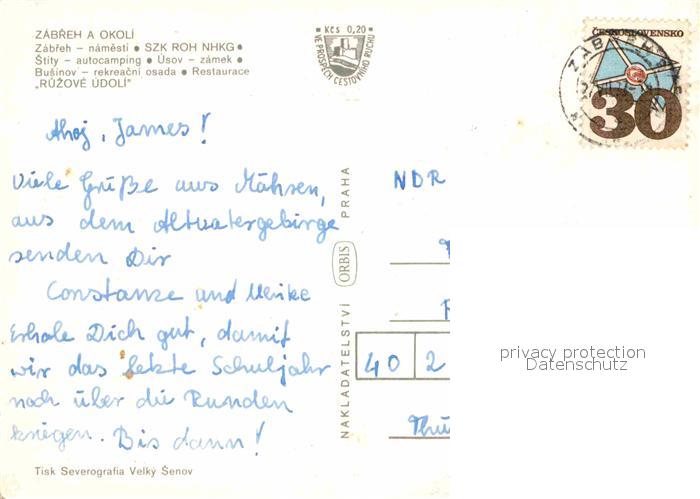 ZÁBŘEH A OKOLÍ
Zábřeh – náměstí • SZK ROH NHKG •
Štíty – autocamping • Úsov – zámek •
Bušínov – rekreační osada • Restaurace
„RŮŽOVÉ ÚDOLÍ"
Kčs 0,20
VE PROSPĚCH CESTOVNÍHO RUCHU
ČESKOSLOVENSKO
30
Ahoj, James!
Viele Grüße aus Mähren,
aus dem Altvatergebirge
senden Dir
Constanze und Ulrike
Erhole Dich gut, damit
wir das letzte Schuljahr
noch über die Runden
kriegen. Bis dann!
NAKLADATELSTVÍ ORBIS PRAHA
NDR
40 2
Thü
privacy protection
Datenschutz
Tisk Severografia Velký Šenov